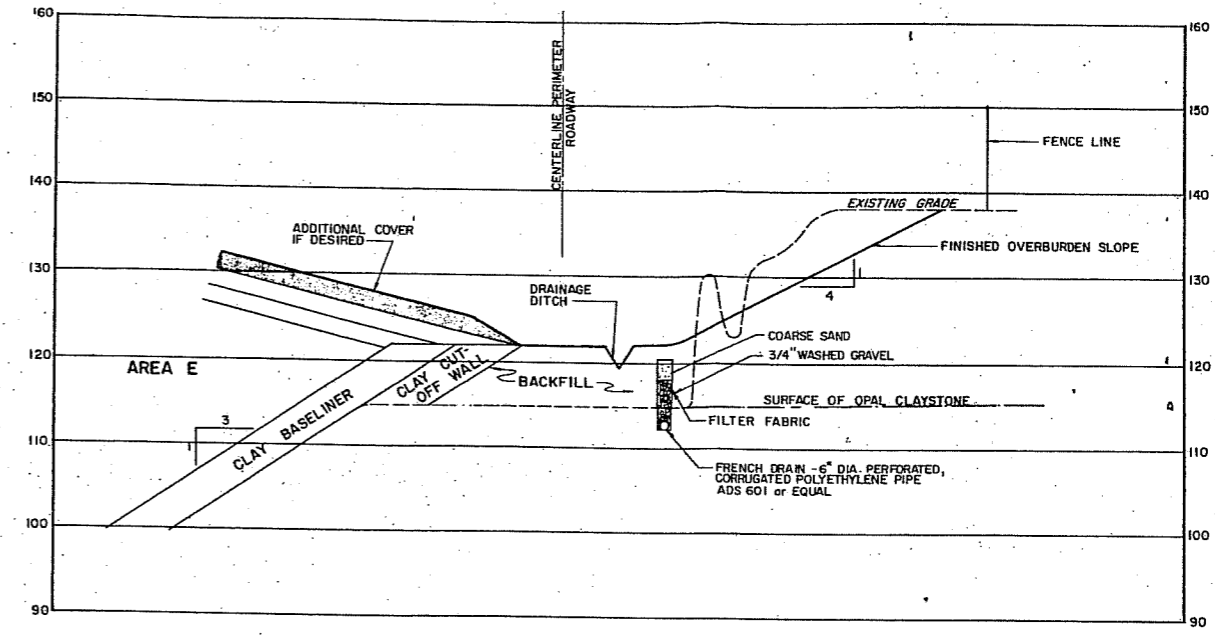 160
160
CENTERLINE PERIMETER
ROADWAY
150
150
FENCE LINE
140
140
EXISTING GRADE
ADDITIONAL COVER
IF DESIRED
FINISHED OVERBURDEN SLOPE
130
130
1
4
DRAINAGE
DITCH
COARSE SAND
3/4" WASHED GRAVEL
120
120
AREA E
CLAY CUT-
OFF WALL
BACKFILL
SURFACE OF OPAL CLAYSTONE
FILTER FABRIC
CLAY BASELINER
3
1
110
110
FRENCH DRAIN - 6" DIA. PERFORATED,
CORRUGATED POLYETHYLENE PIPE
ADS 601 or EQUAL
100
100
90
90